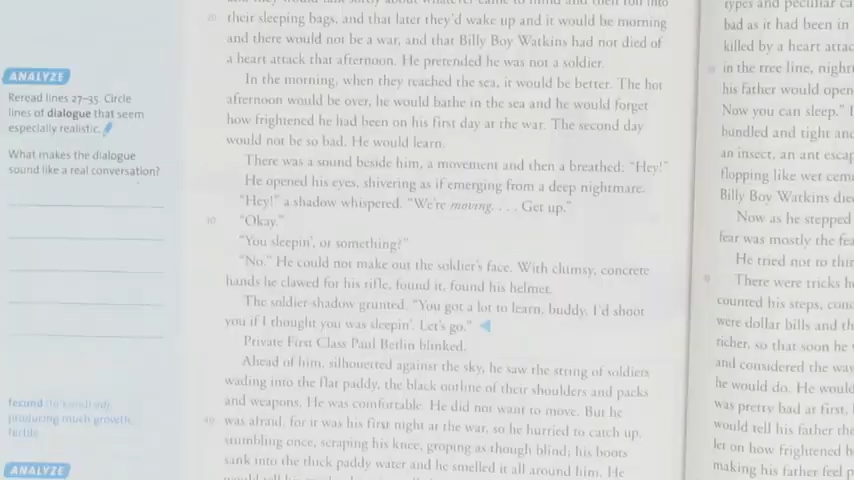 their sleeping bags, and that later they'd wake up and it would be morning
and there would not be a war, and that Billy Boy Watkins had not died of
a heart attack that afternoon. He pretended he was not a soldier.
In the morning, when they reached the sea, it would be better. The hot
afternoon would be over, he would bathe in the sea and he would forget
how frightened he had been on his first day at the war. The second day
would not be so bad. He would learn.
There was a sound beside him, a movement and then a breathed: "Hey!"
He opened his eyes, shivering as if emerging from a deep nightmare.
"Hey!" a shadow whispered. "We're moving. . . . Get up."
30 "Okay."
"You sleepin', or something?"
"No." He could not make out the soldier's face. With clumsy, concrete
hands he clawed for his rifle, found it, found his helmet.
The soldier-shadow grunted. "You got a lot to learn, buddy. I'd shoot
you if I thought you was sleepin'. Let's go."
Private First Class Paul Berlin blinked.
Ahead of him, silhouetted against the sky, he saw the string of soldiers
wading into the flat paddy, the black outline of their shoulders and packs
and weapons. He was comfortable. He did not want to move. But he
40 was afraid, for it was his first night at the war, so he hurried to catch up,
stumbling once, scraping his knee, groping as though blind; his boots
sank into the thick paddy water and he smelled it all around him. He
ANALYZE
Reread lines 27–35. Circle
lines of dialogue that seem
especially realistic.
What makes the dialogue
sound like a real conversation?
fecund
producing much growth,
fertile
ANALYZE
types and peculiar
bad as it had been in
killed by a heart
in the tree line,
his father would open
Now you can sleep."
bundled and tight and
an insect, an ant
flopping like wet
Billy Boy Watkins
Now as he stepped
fear was mostly the
He tried not to
There were tricks
counted his steps,
were dollar bills and
richer, so that soon he
and considered the
he would do. He would
was pretty bad at first,
would tell his father
let on how frightened
making his father feel